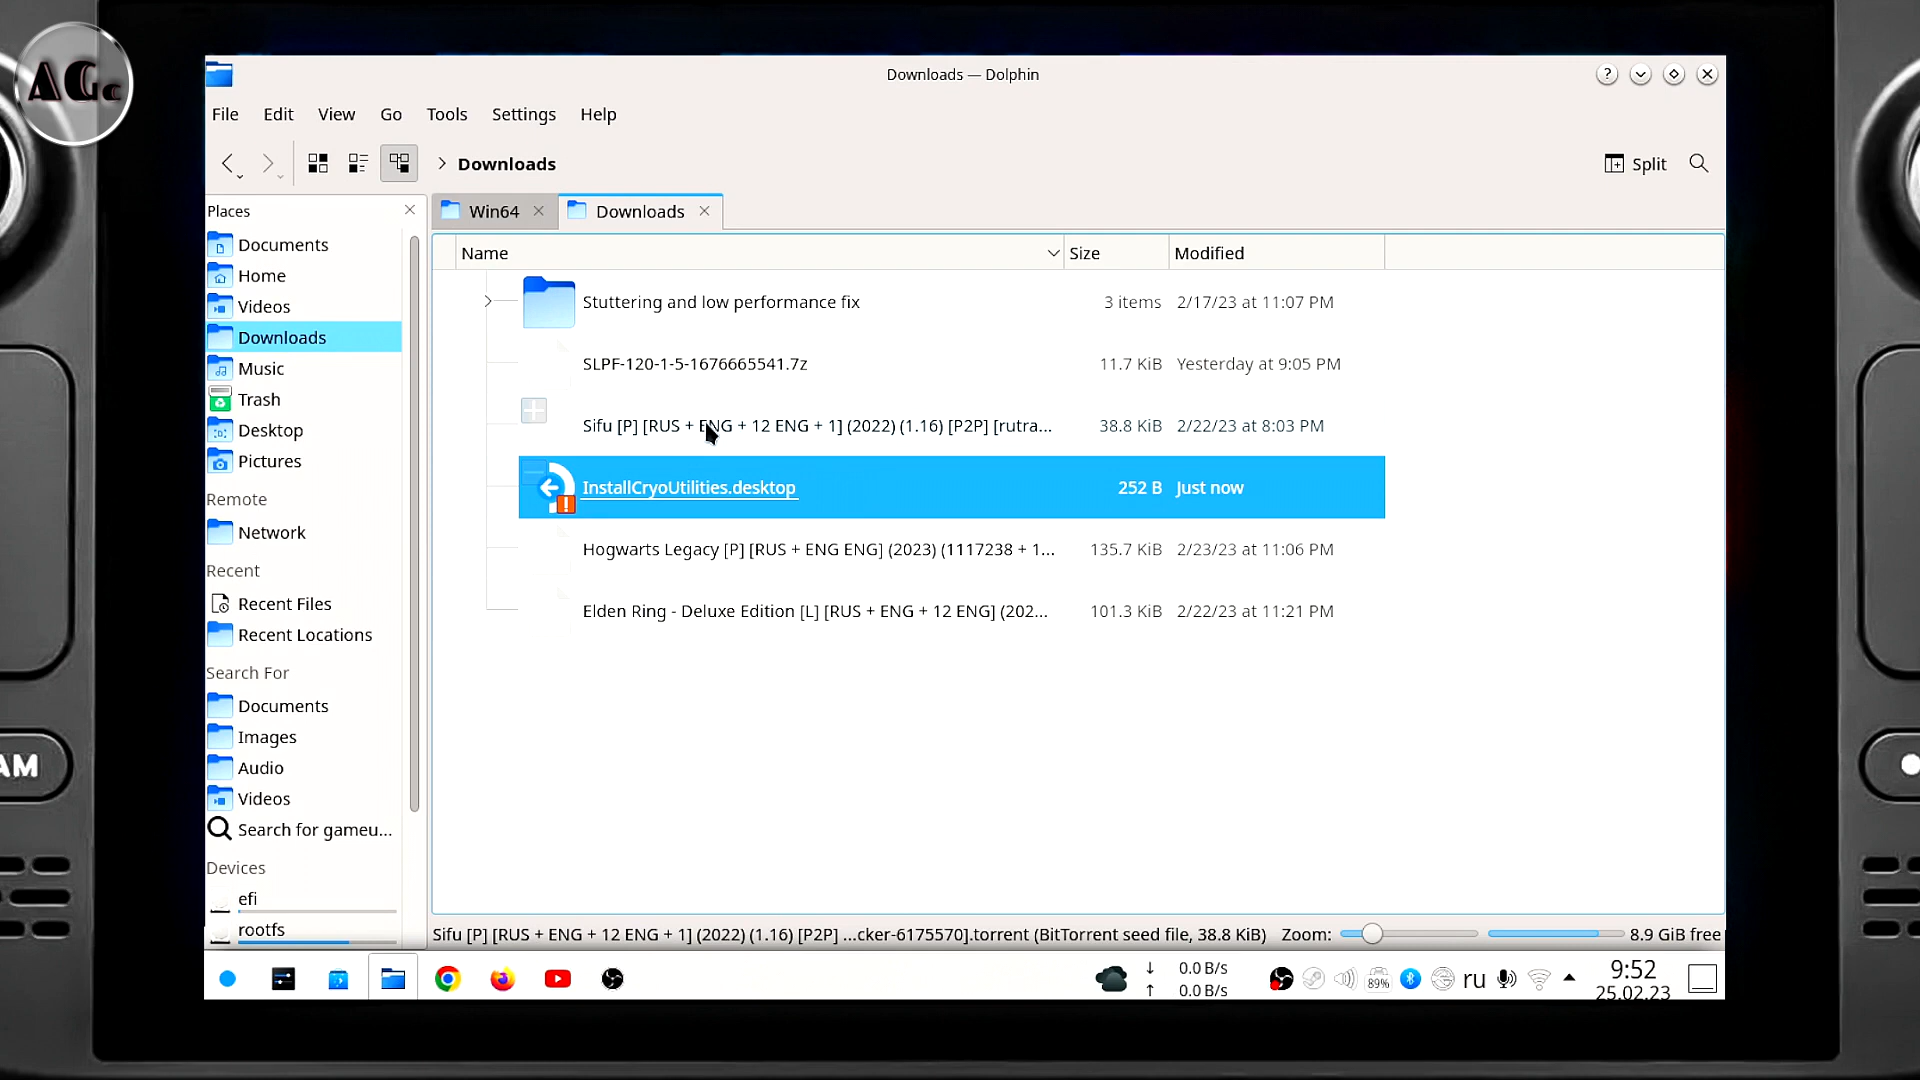 AGc
Downloads — Dolphin
File Edit View Go Tools Settings Help
Downloads
Split
Places
Win64
Downloads
Documents
Home
Videos
Downloads
Music
Trash
Desktop
Pictures
Remote
Network
Recent
Recent Files
Recent Locations
Search For
Documents
Images
Audio
Videos
Search for gameu...
Devices
efi
rootfs
Name Size Modified
Stuttering and low performance fix 3 items 2/17/23 at 11:07 PM
SLPF-120-1-5-1676665541.7z 11.7 KiB Yesterday at 9:05 PM
Sifu [P] [RUS + ENG + 12 ENG + 1] (2022) (1.16) [P2P] [rutra... 38.8 KiB 2/22/23 at 8:03 PM
InstallCryoUtilities.desktop 252 B Just now
Hogwarts Legacy [P] [RUS + ENG ENG] (2023) (1117238 + 1... 135.7 KiB 2/23/23 at 11:06 PM
Elden Ring - Deluxe Edition [L] [RUS + ENG + 12 ENG] (202... 101.3 KiB 2/22/23 at 11:21 PM
Sifu [P] [RUS + ENG + 12 ENG + 1] (2022) (1.16) [P2P] ...cker-6175570].torrent (BitTorrent seed file, 38.8 KiB) Zoom: 8.9 GiB free
AM
↓ 0.0 B/s
↑ 0.0 B/s
89%
ru
9:52
25.02.23